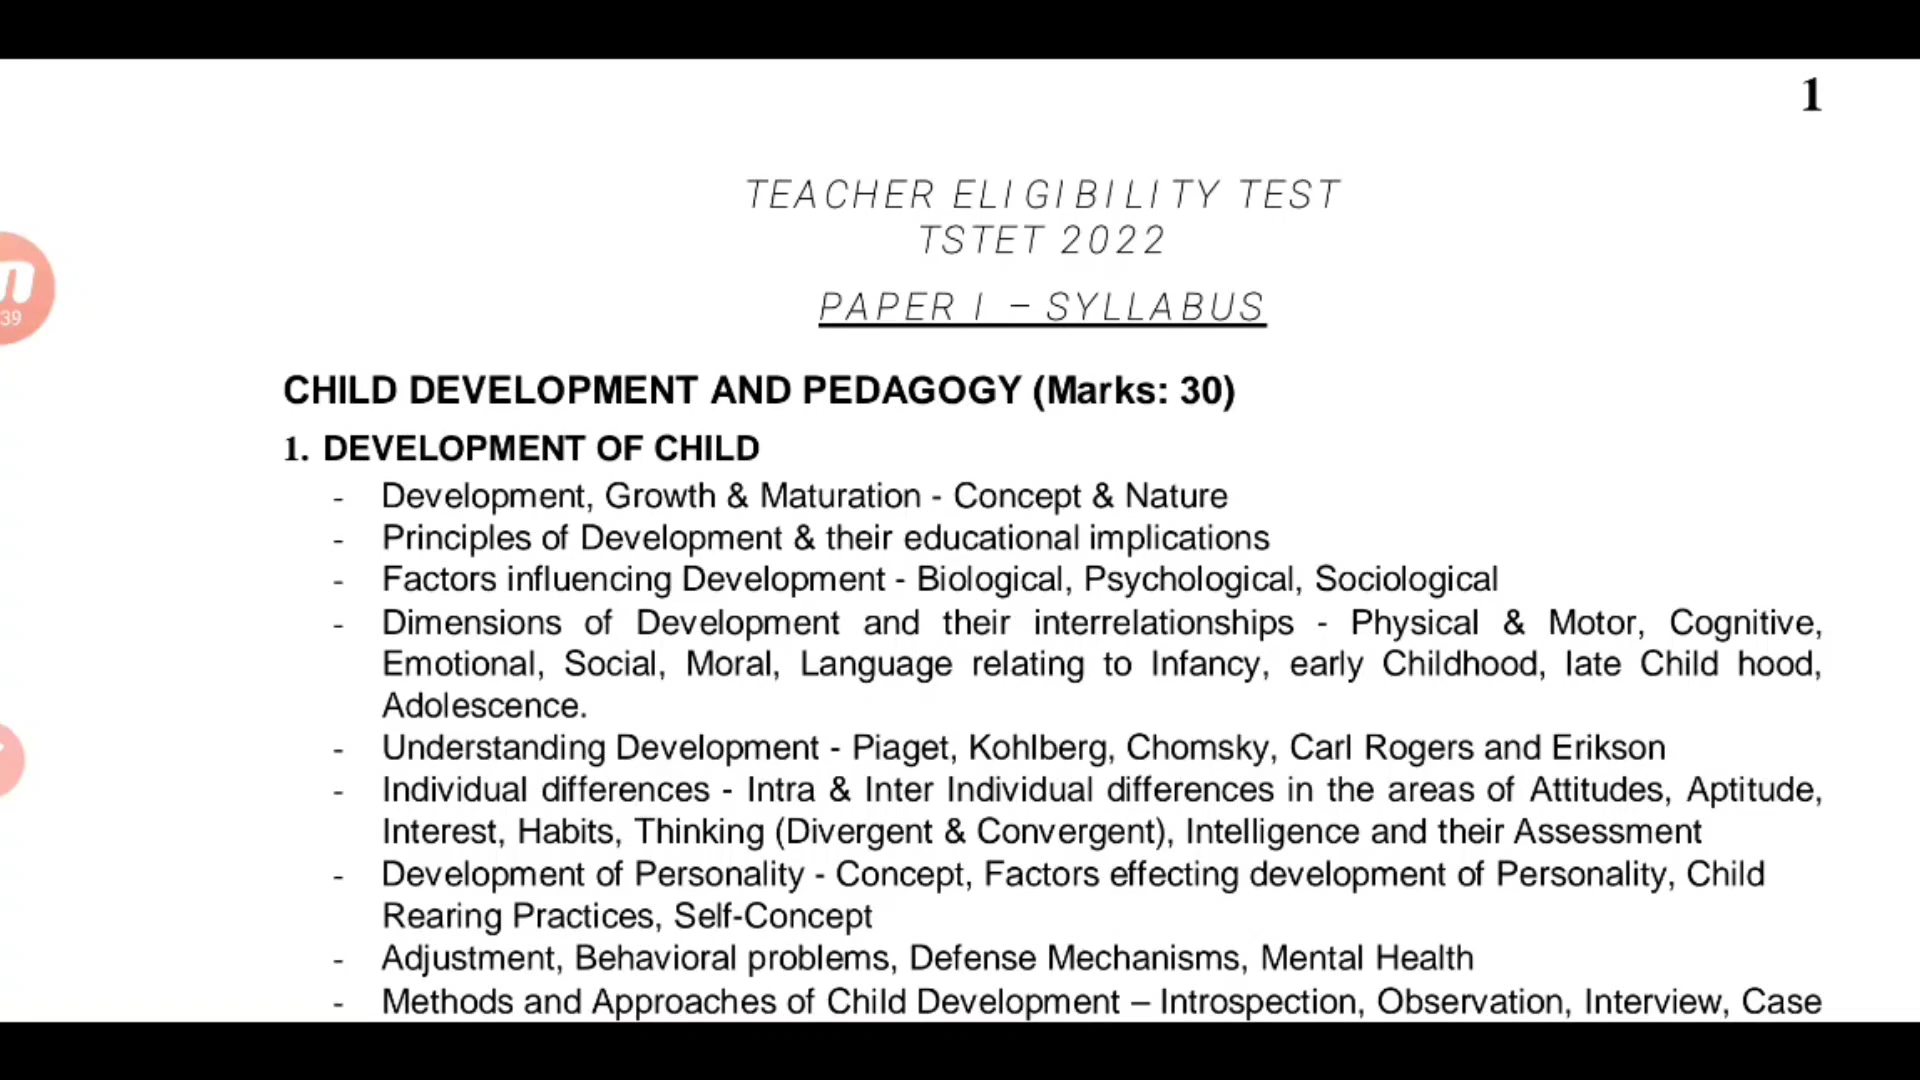 1
TEACHER ELIGIBILITY TEST
TSTET 2022
PAPER I – SYLLABUS
CHILD DEVELOPMENT AND PEDAGOGY (Marks: 30)
1. DEVELOPMENT OF CHILD
- Development, Growth & Maturation - Concept & Nature
- Principles of Development & their educational implications
- Factors influencing Development - Biological, Psychological, Sociological
- Dimensions of Development and their interrelationships - Physical & Motor, Cognitive,
Emotional, Social, Moral, Language relating to Infancy, early Childhood, late Child hood,
Adolescence.
- Understanding Development - Piaget, Kohlberg, Chomsky, Carl Rogers and Erikson
- Individual differences - Intra & Inter Individual differences in the areas of Attitudes, Aptitude,
Interest, Habits, Thinking (Divergent & Convergent), Intelligence and their Assessment
- Development of Personality - Concept, Factors effecting development of Personality, Child
Rearing Practices, Self-Concept
- Adjustment, Behavioral problems, Defense Mechanisms, Mental Health
- Methods and Approaches of Child Development – Introspection, Observation, Interview, Case
39